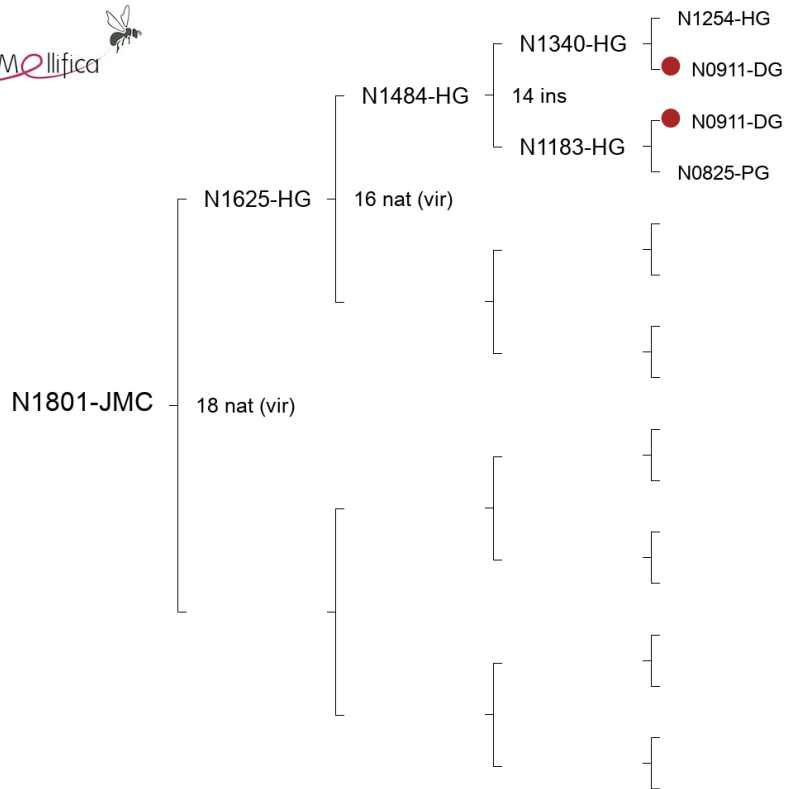 Mellifica
N1254-HG
N1340-HG
N0911-DG
N1484-HG
14 ins
N0911-DG
N1183-HG
N0825-PG
N1625-HG
16 nat (vir)
N1801-JMC
18 nat (vir)